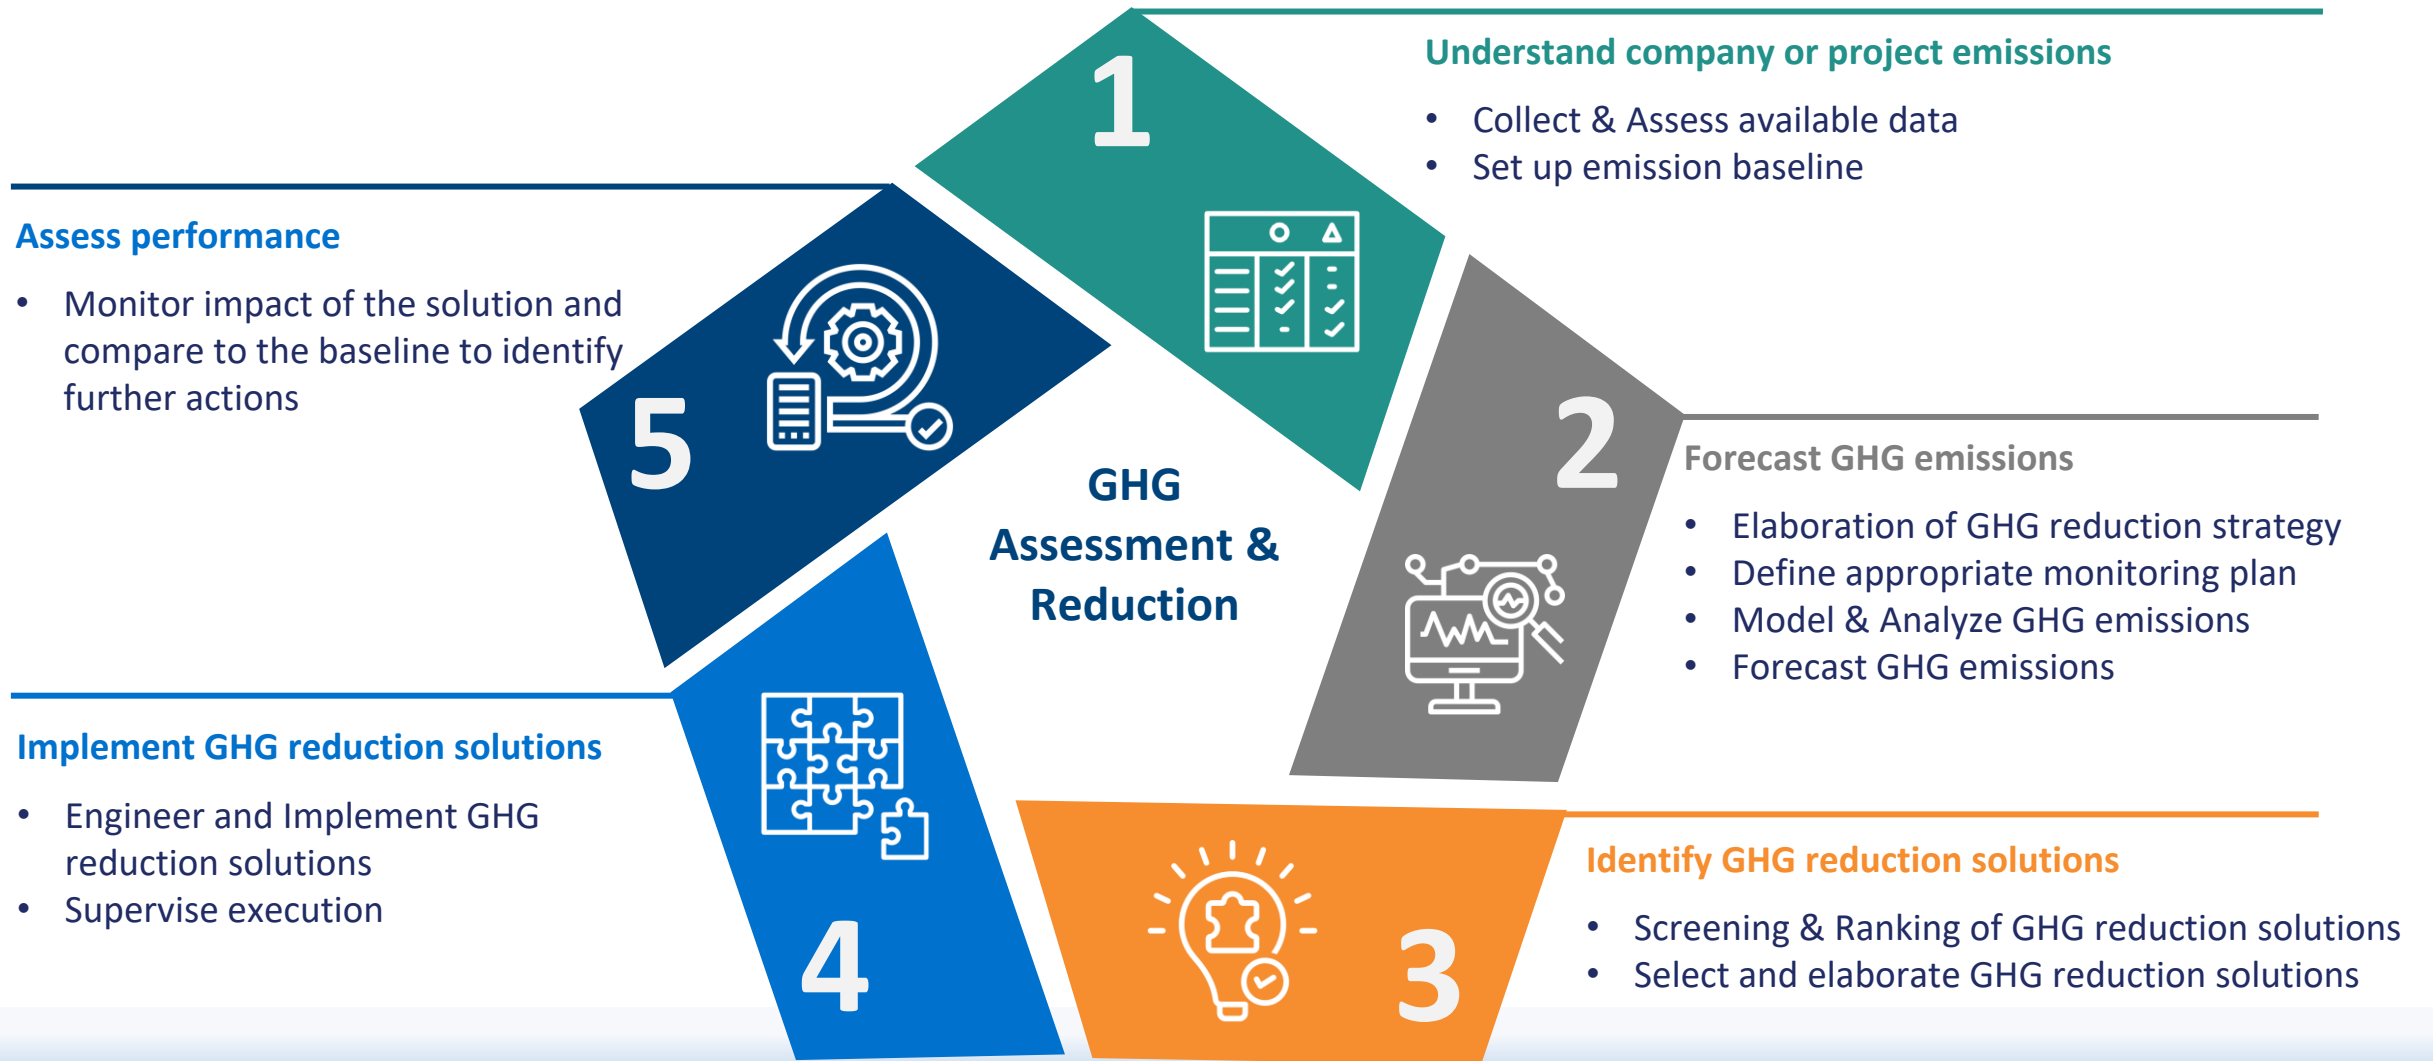 1
Understand company or project emissions
• Collect & Assess available data
• Set up emission baseline
2
Forecast GHG emissions
• Elaboration of GHG reduction strategy
• Define appropriate monitoring plan
• Model & Analyze GHG emissions
• Forecast GHG emissions
3
Identify GHG reduction solutions
• Screening & Ranking of GHG reduction solutions
• Select and elaborate GHG reduction solutions
4
Implement GHG reduction solutions
• Engineer and Implement GHG
reduction solutions
• Supervise execution
5
Assess performance
• Monitor impact of the solution and
compare to the baseline to identify
further actions
GHG
Assessment &
Reduction